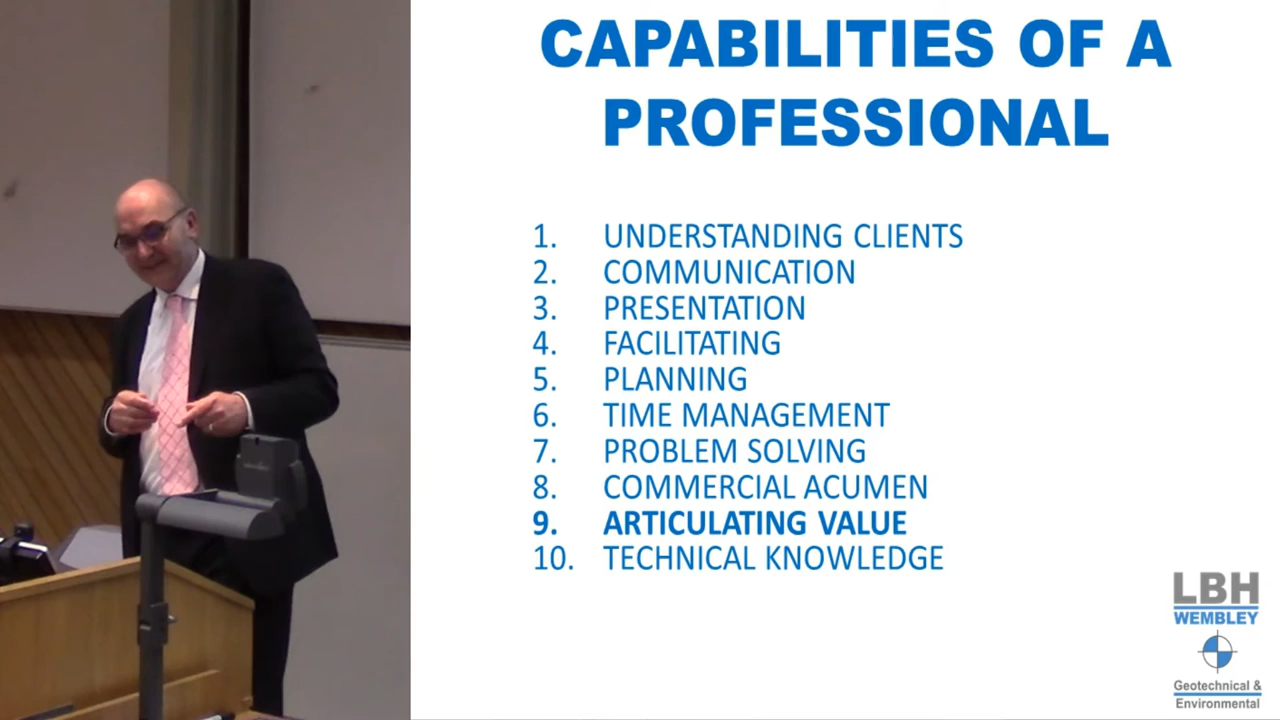 CAPABILITIES OF A
PROFESSIONAL
1. UNDERSTANDING CLIENTS
2. COMMUNICATION
3. PRESENTATION
4. FACILITATING
5. PLANNING
6. TIME MANAGEMENT
7. PROBLEM SOLVING
8. COMMERCIAL ACUMEN
9. ARTICULATING VALUE
10. TECHNICAL KNOWLEDGE
LBH
WEMBLEY
Geotechnical &
Environmental